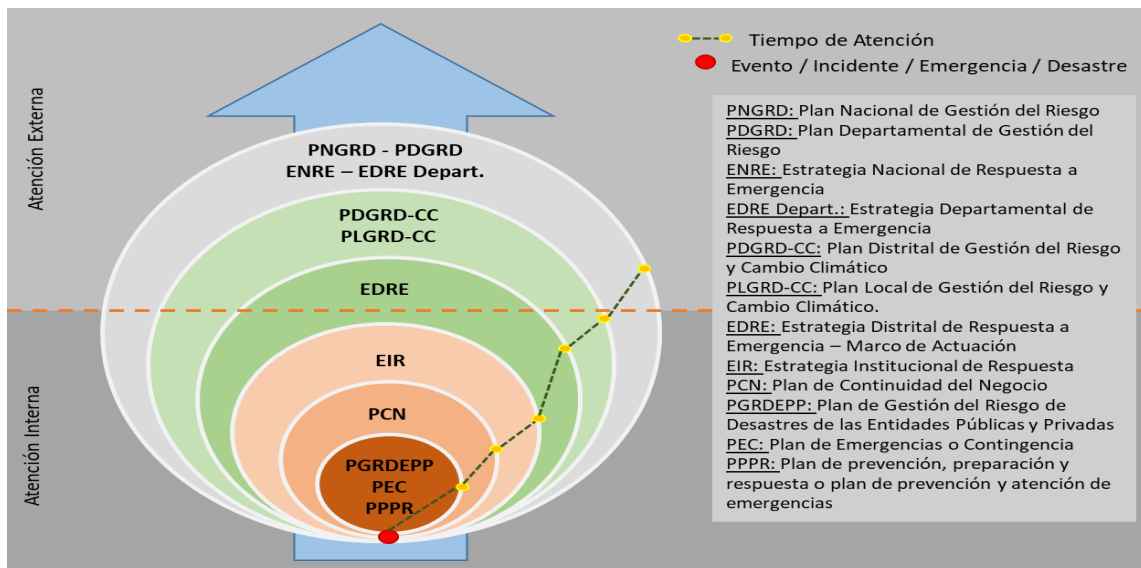 Tiempo de Atención
Evento / Incidente / Emergencia / Desastre
Atención Externa
Atención Interna
PNGRD - PDGRD
ENRE – EDRE Depart.
PDGRD-CC
PLGRD-CC
EDRE
EIR
PCN
PGRDEPP
PEC
PPPR
PNGRD: Plan Nacional de Gestión del Riesgo
PDGRD: Plan Departamental de Gestión del
Riesgo
ENRE: Estrategia Nacional de Respuesta a
Emergencia
EDRE Depart.: Estrategia Departamental de
Respuesta a Emergencia
PDGRD-CC: Plan Distrital de Gestión del Riesgo
y Cambio Climático
PLGRD-CC: Plan Local de Gestión del Riesgo y
Cambio Climático.
EDRE: Estrategia Distrital de Respuesta a
Emergencia – Marco de Actuación
EIR: Estrategia Institucional de Respuesta
PCN: Plan de Continuidad del Negocio
PGRDEPP: Plan de Gestión del Riesgo de
Desastres de las Entidades Públicas y Privadas
PEC: Plan de Emergencias o Contingencia
PPPR: Plan de prevención, preparación y
respuesta o plan de prevención y atención de
emergencias